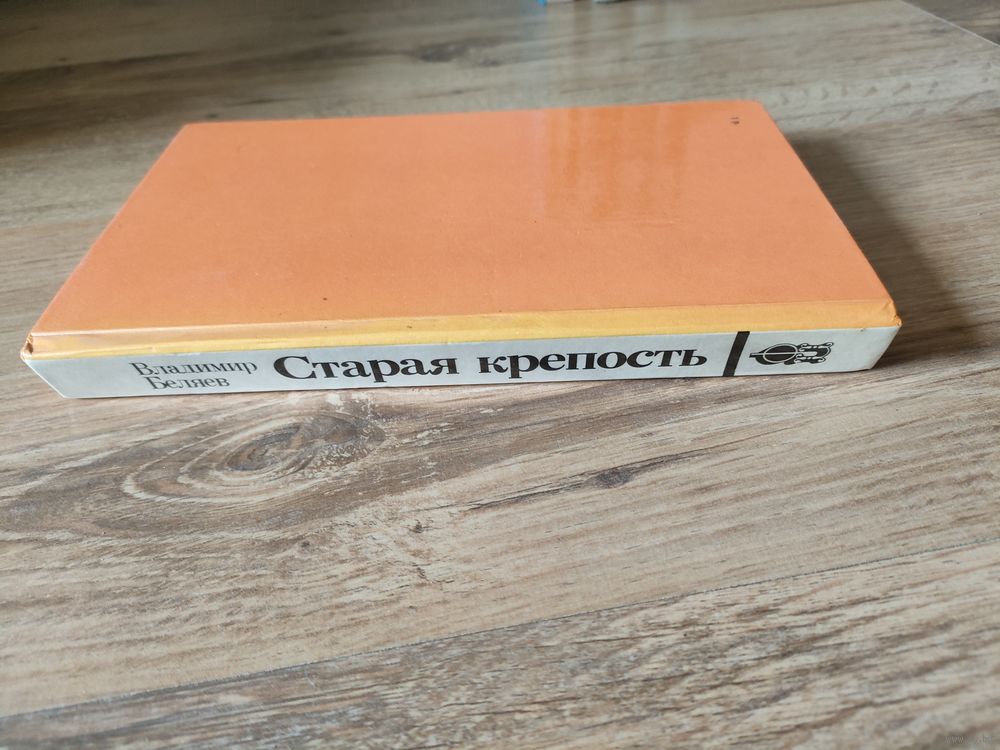 Владимир
Беляев
Старая крепость